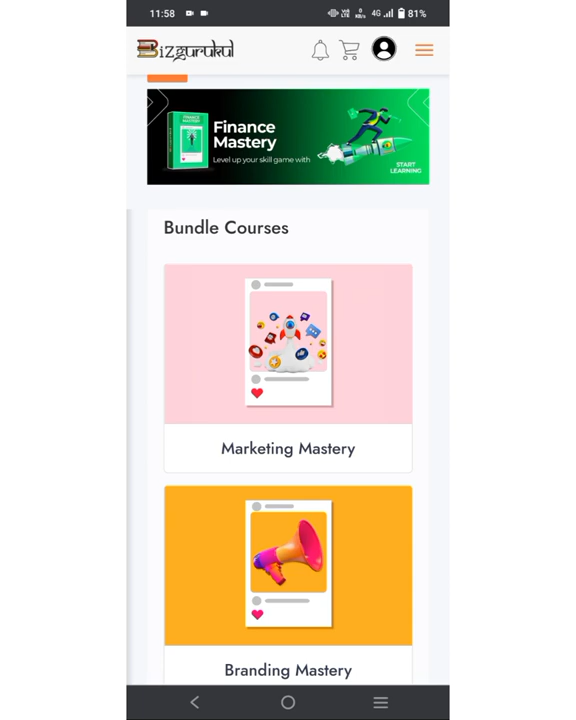 11:58
4G
81%
Bizgurukul
Finance
Mastery
Level up your skill game with
START
LEARNING
Bundle Courses
Marketing Mastery
Branding Mastery